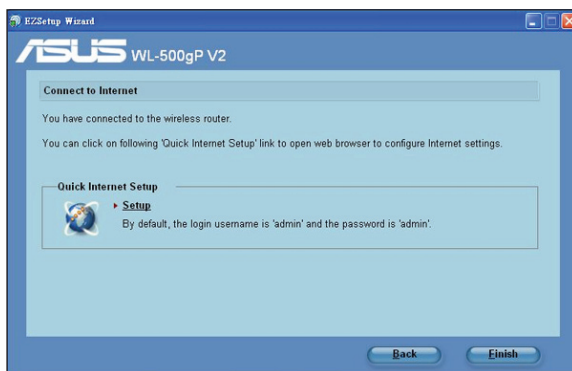 EZSetup Wizard
ASUS WL-500gP V2
Connect to Internet
You have connected to the wireless router.
You can click on following 'Quick Internet Setup' link to open web browser to configure Internet settings.
Quick Internet Setup
Setup
By default, the login username is 'admin' and the password is 'admin'.
Back Finish